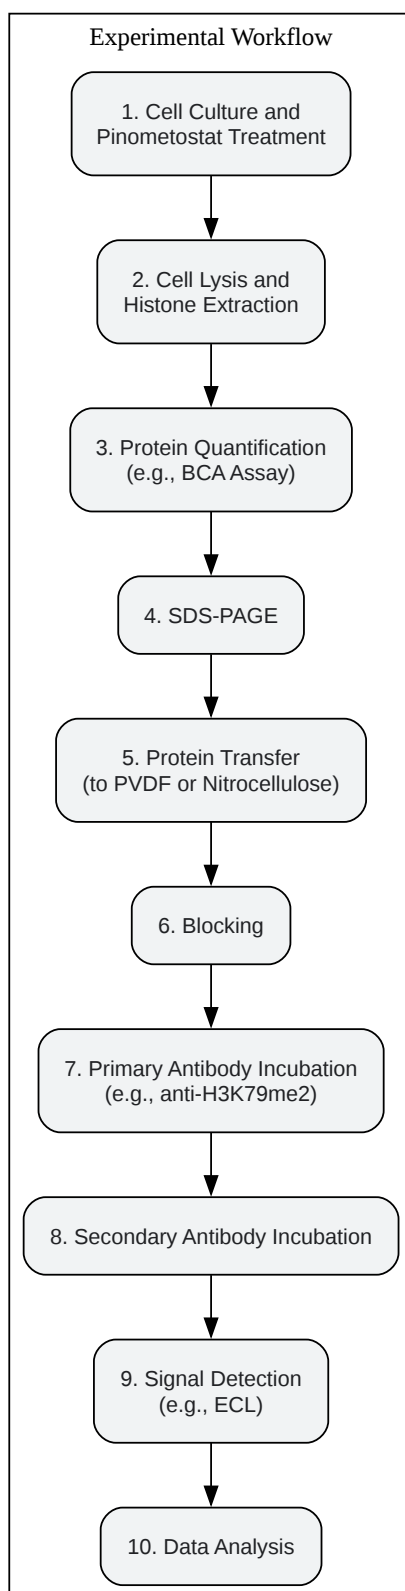 Experimental Workflow
1. Cell Culture and
Pinometostat Treatment
2. Cell Lysis and
Histone Extraction
3. Protein Quantification
(e.g., BCA Assay)
4. SDS-PAGE
5. Protein Transfer
(to PVDF or Nitrocellulose)
6. Blocking
7. Primary Antibody Incubation
(e.g., anti-H3K79me2)
8. Secondary Antibody Incubation
9. Signal Detection
(e.g., ECL)
10. Data Analysis